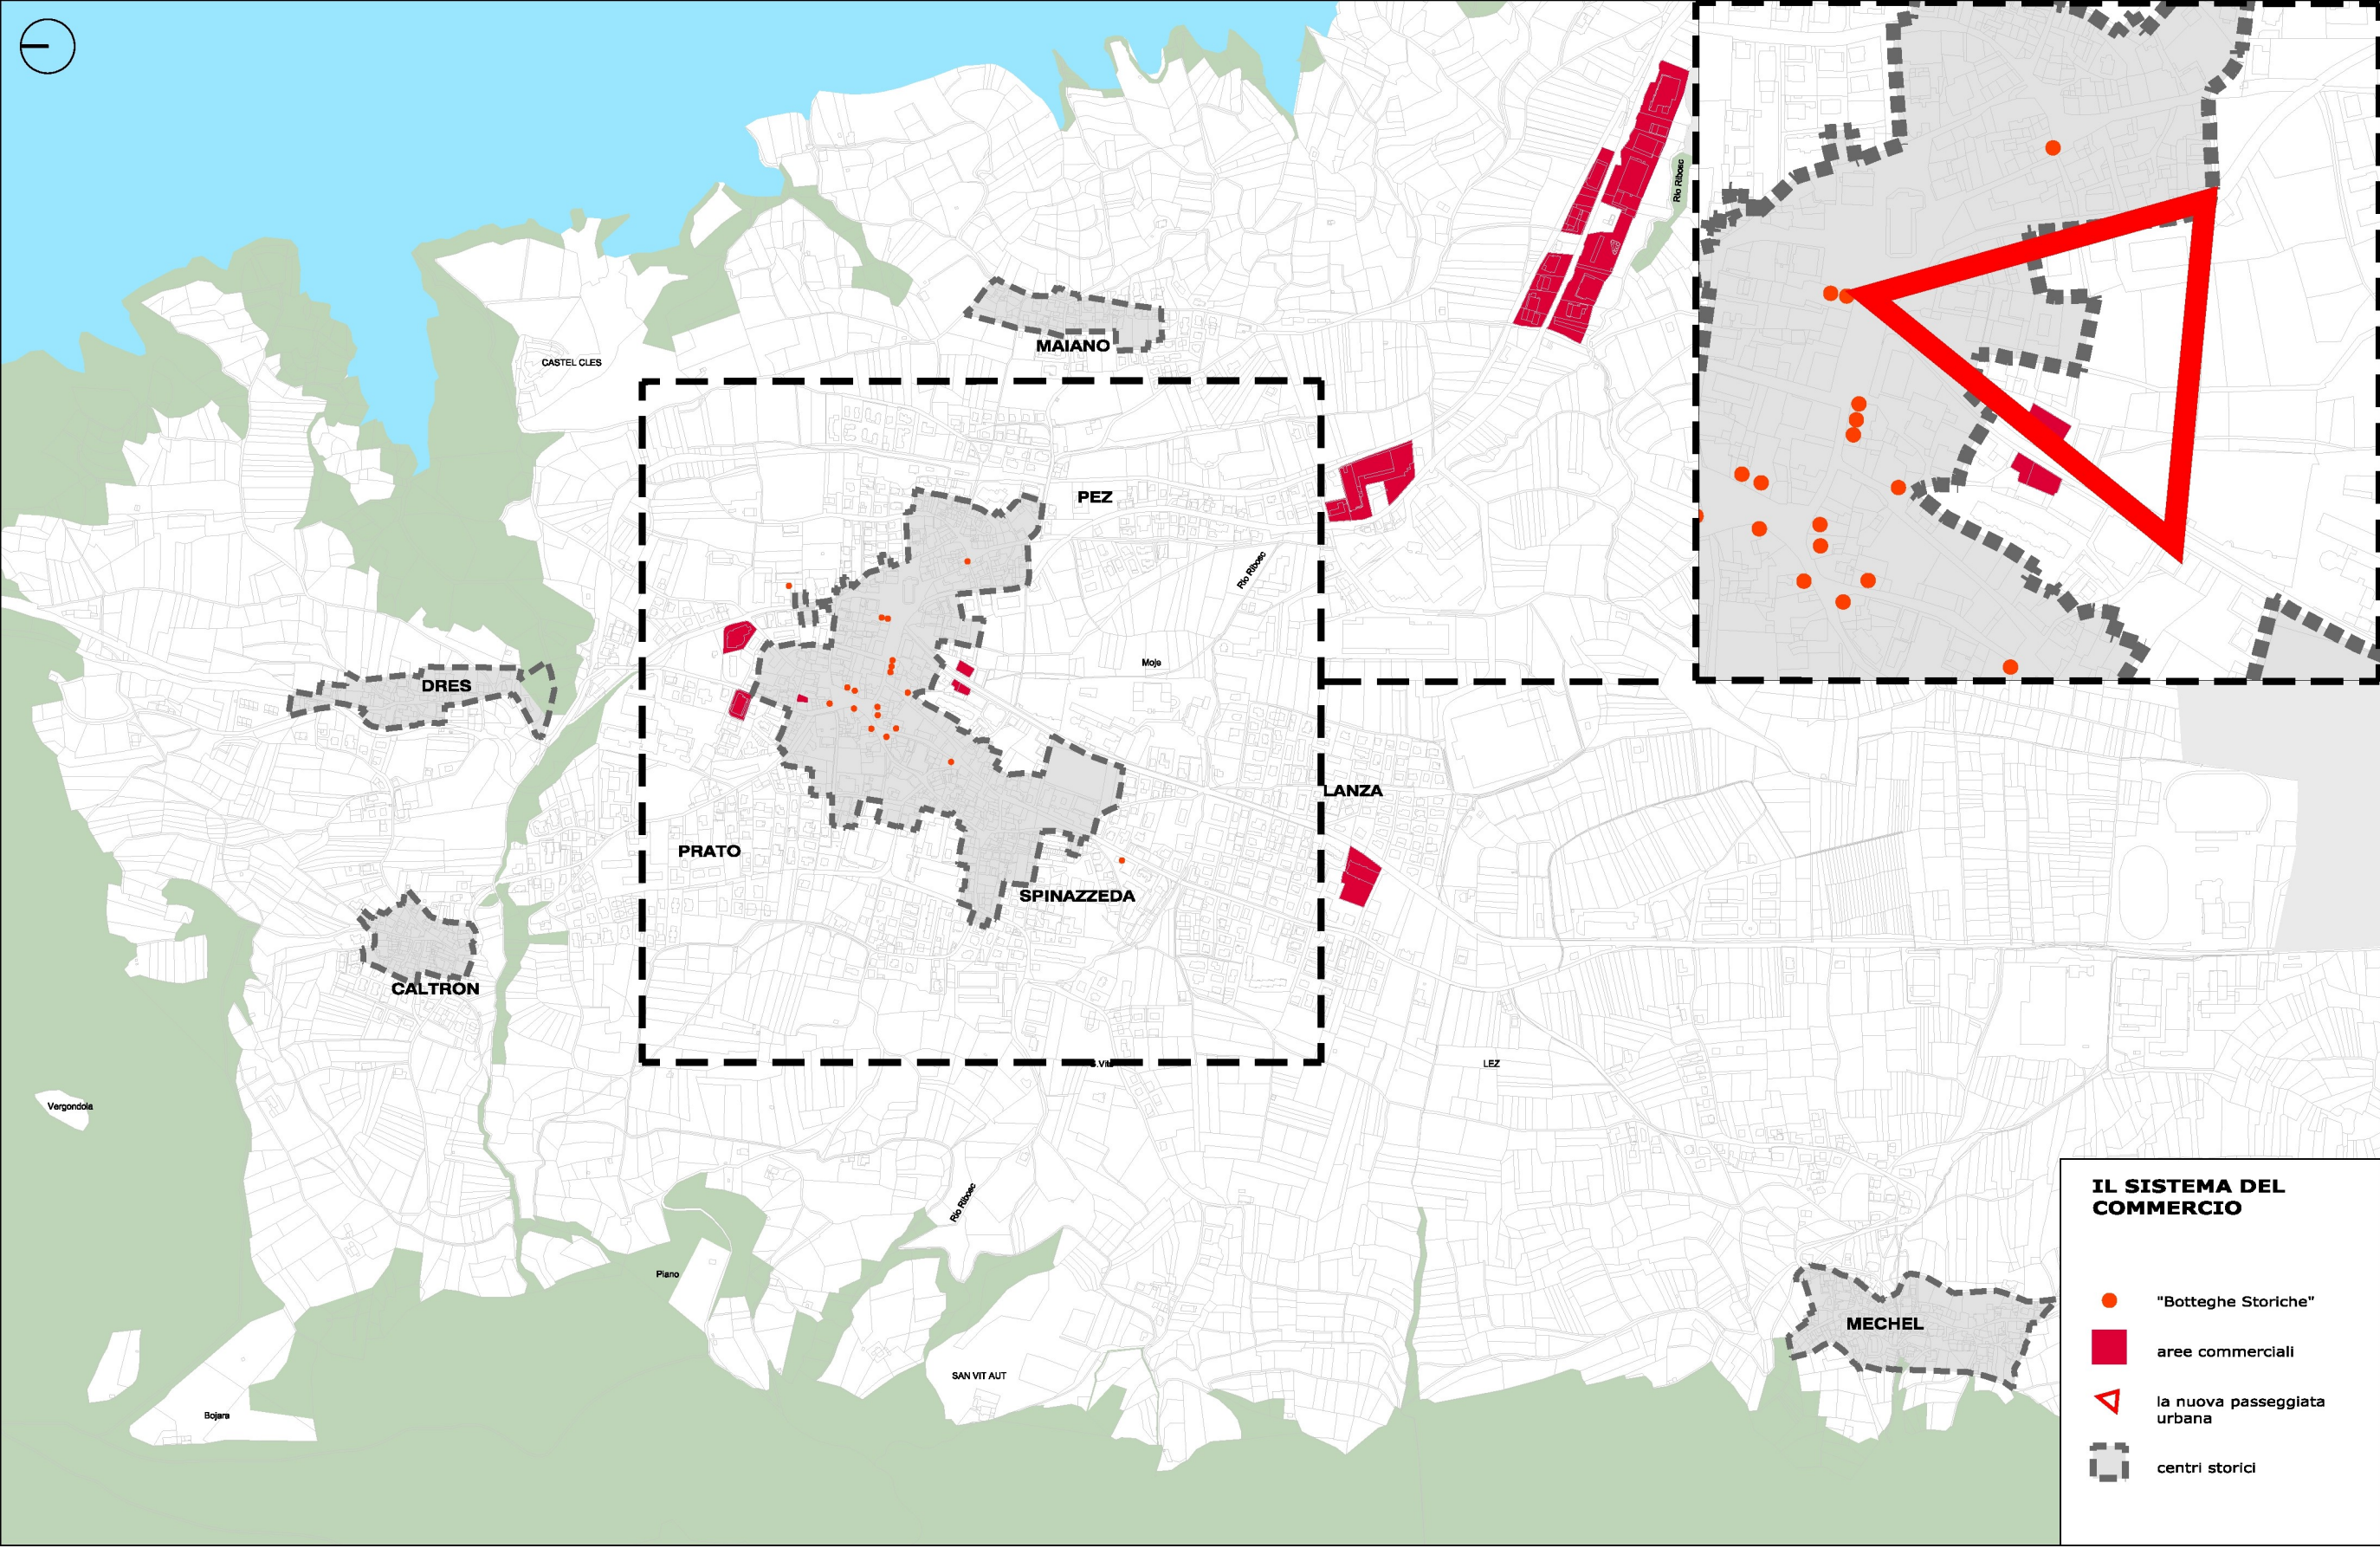 Rio Ribosc
MAIANO
CASTEL CLES
PEZ
Rio Ribosc
Moje
DRES
LANZA
PRATO
SPINAZZEDA
CALTRON
S.Vito
LEZ
Vergondola
Rio Ribosc
Piano
MECHEL
SAN VIT AUT
Bojara
IL SISTEMA DEL
COMMERCIO
"Botteghe Storiche"
aree commerciali
la nuova passeggiata
urbana
centri storici